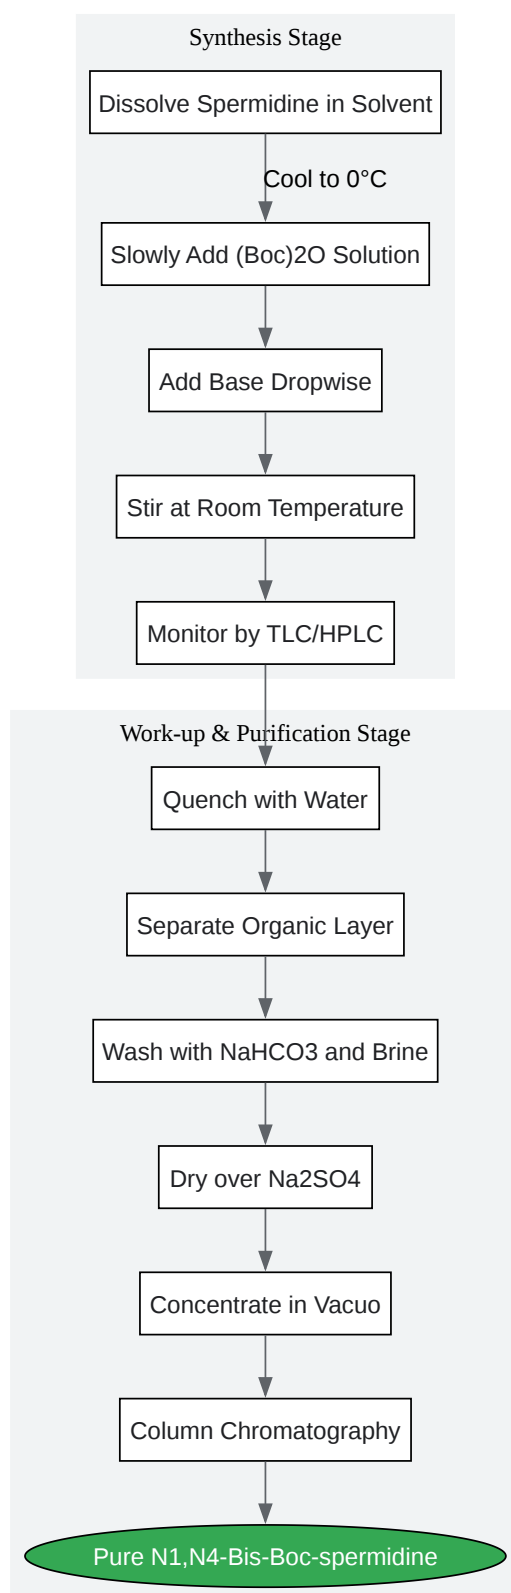 Synthesis Stage
Dissolve Spermidine in Solvent
Cool to 0°C
Slowly Add (Boc)2O Solution
Add Base Dropwise
Stir at Room Temperature
Monitor by TLC/HPLC
Work-up & Purification Stage
Quench with Water
Separate Organic Layer
Wash with NaHCO3 and Brine
Dry over Na2SO4
Concentrate in Vacuo
Column Chromatography
Pure N1,N4-Bis-Boc-spermidine